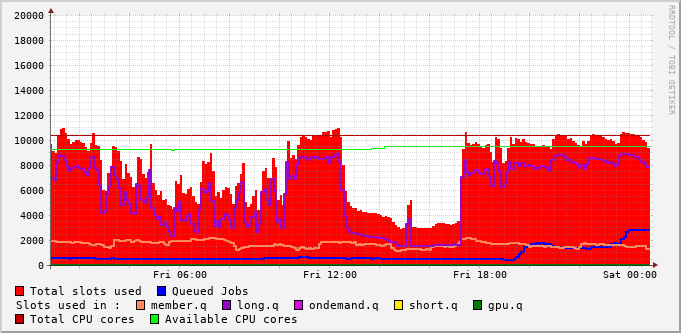 20000
18000
16000
14000
12000
10000
8000
6000
4000
2000
0
Fri 06:00 Fri 12:00 Fri 18:00 Sat 00:00
Total slots used Queued Jobs
Slots used in : member.q long.q ondemand.q short.q gpu.q
Total CPU cores Available CPU cores
RRDTOOL / TOBI OETIKER